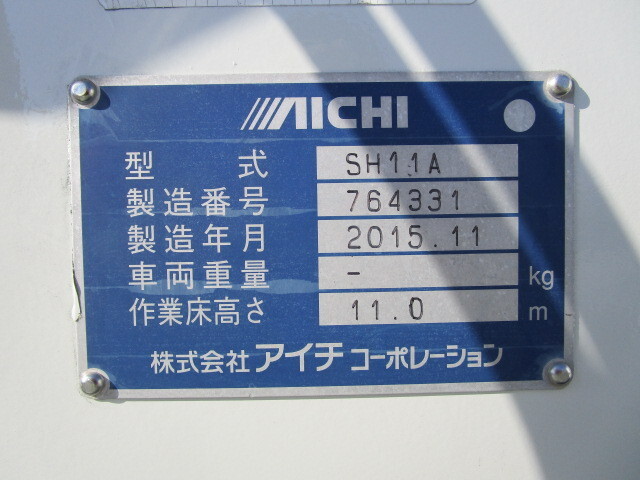 AICHI
型式 SH11A
製造番号 764331
製造年月 2015.11
車両重量 - kg
作業床高さ 11.0 m
株式会社アイチコーポレーション